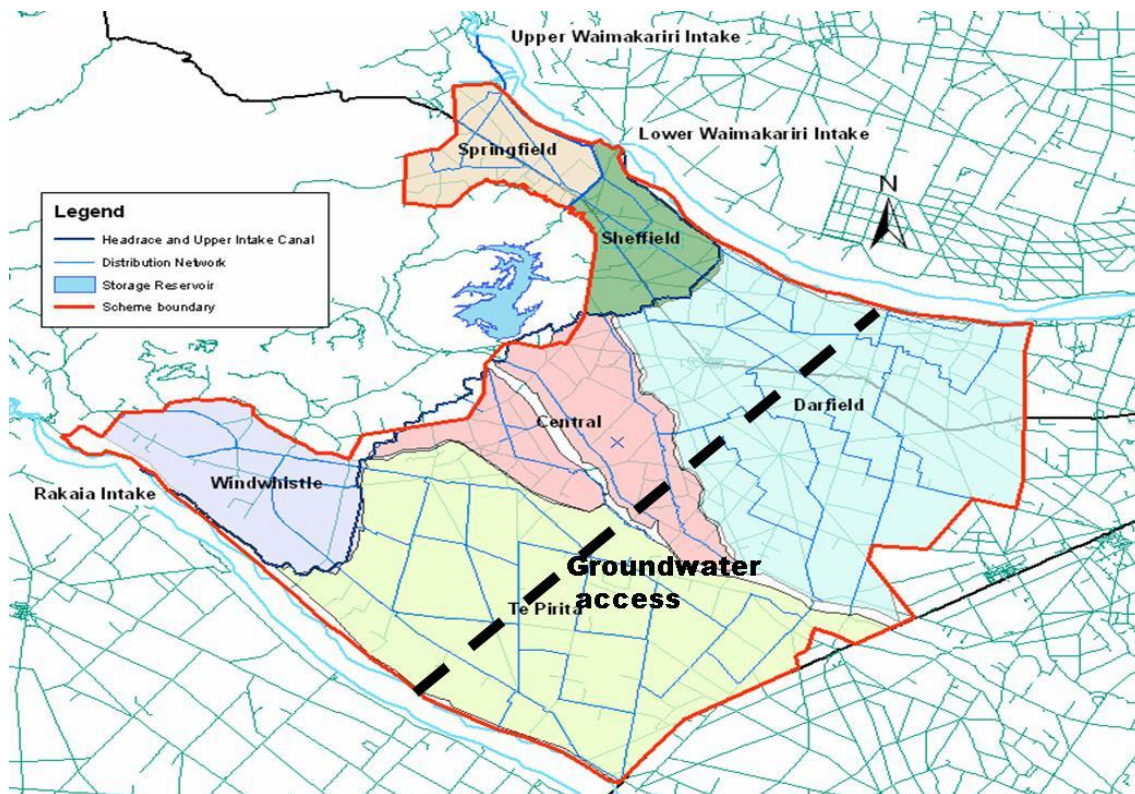 Upper Waimakariri Intake
Lower Waimakariri Intake
Springfield
N
Legend
Headrace and Upper Intake Canal
Distribution Network
Storage Reservoir
Scheme boundary
Sheffield
Darfield
Central
Windwhistle
Rakaia Intake
Groundwater
access
Te Pirita